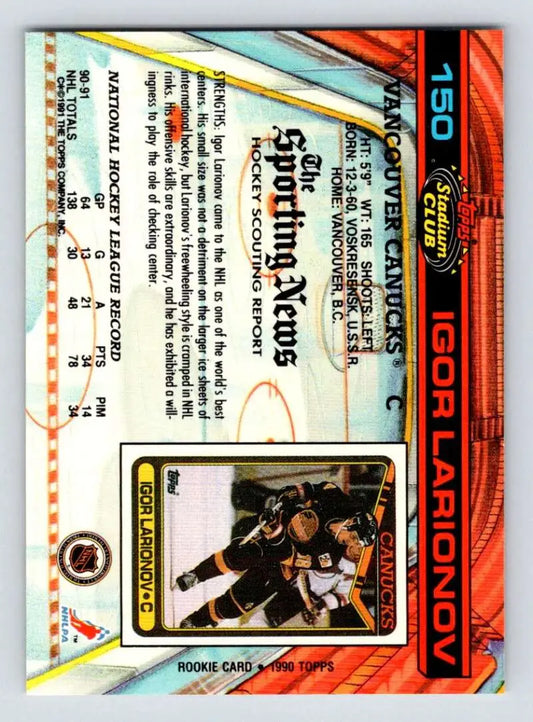 150
Topps
Stadium
CLUB
IGOR LARIONOV
VANCOUVER CANUCKS® C
HT: 5'9" WT: 165 SHOOTS: LEFT
BORN: 12-3-60, VOSKRESENSK, U.S.S.R.
HOME: VANCOUVER, B.C.
The
Sporting News
HOCKEY SCOUTING REPORT
STRENGTHS: Igor Larionov came to the NHL as one of the world's best
centers. His small size was not a detriment on the larger ice sheets of
international hockey, but Larionov's freewheeling style is cramped in NHL
rinks. His offensive skills are extraordinary, and he has exhibited a will-
ingness to play the role of checking center.
NATIONAL HOCKEY LEAGUE RECORD
GP G A PTS PIM
90-91 64 13 21 34 14
NHL TOTALS 138 30 48 78 34
C*©1991 THE TOPPS COMPANY, INC.
CANUCKS
Topps
IGOR LARIONOV • C
ROOKIE CARD • 1990 TOPPS
NHL
NHLPA
TM